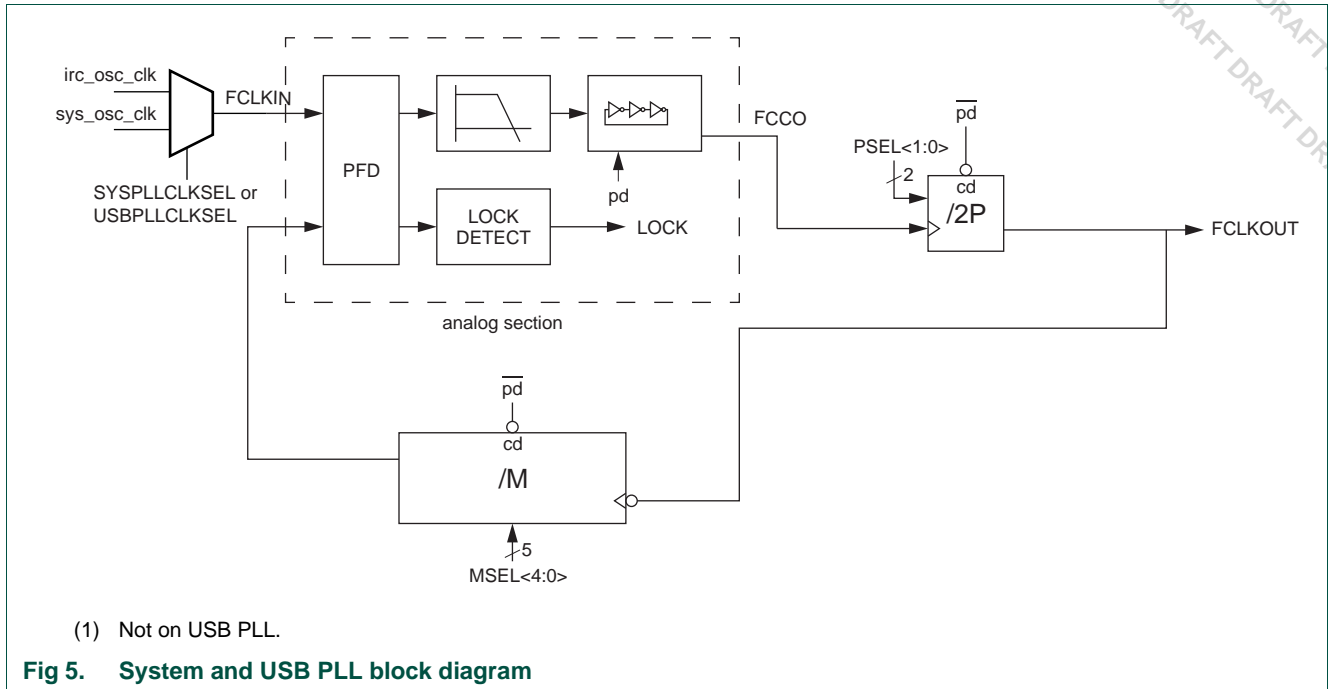 DRAFT DRAFT DR
DRAFT
irc_osc_clk
sys_osc_clk
FCLKIN
SYSPLLCLKSEL or
USBPLLCLKSEL
PFD
LOCK
DETECT
LOCK
pd
analog section
FCCO
pd
PSEL<1:0>
2
cd
/2P
FCLKOUT
pd
cd
/M
5
MSEL<4:0>
(1) Not on USB PLL.
Fig 5. System and USB PLL block diagram